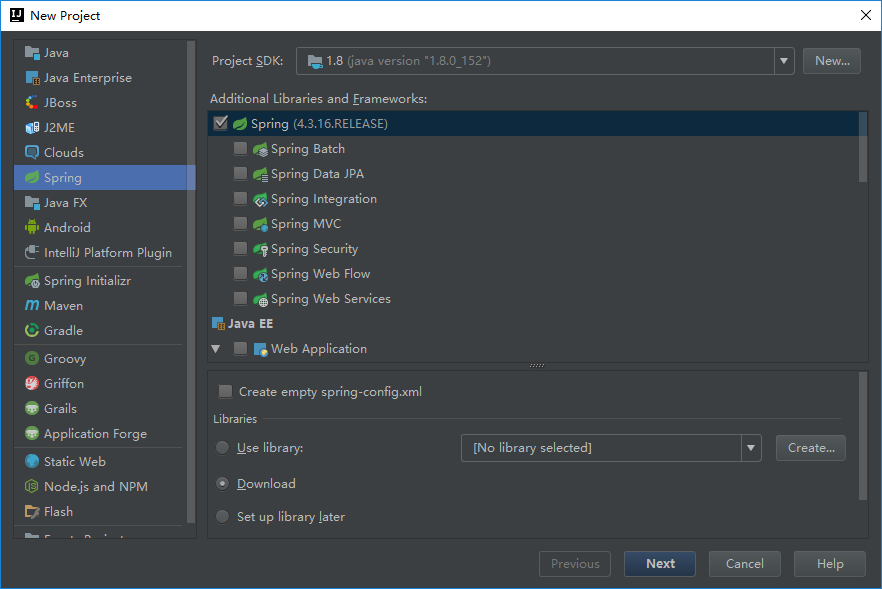 New Project
Java
Java Enterprise
JBoss
J2ME
Clouds
Spring
Java FX
Android
IntelliJ Platform Plugin
Spring Initializr
Maven
Gradle
Groovy
Griffon
Grails
Application Forge
Static Web
Node.js and NPM
Flash
Project SDK:
1.8 (java version "1.8.0_152")
New...
Additional Libraries and Frameworks:
Spring (4.3.16.RELEASE)
Spring Batch
Spring Data JPA
Spring Integration
Spring MVC
Spring Security
Spring Web Flow
Spring Web Services
Java EE
Web Application
Create empty spring-config.xml
Libraries
Use library:
[No library selected]
Create...
Download
Set up library later
Previous
Next
Cancel
Help